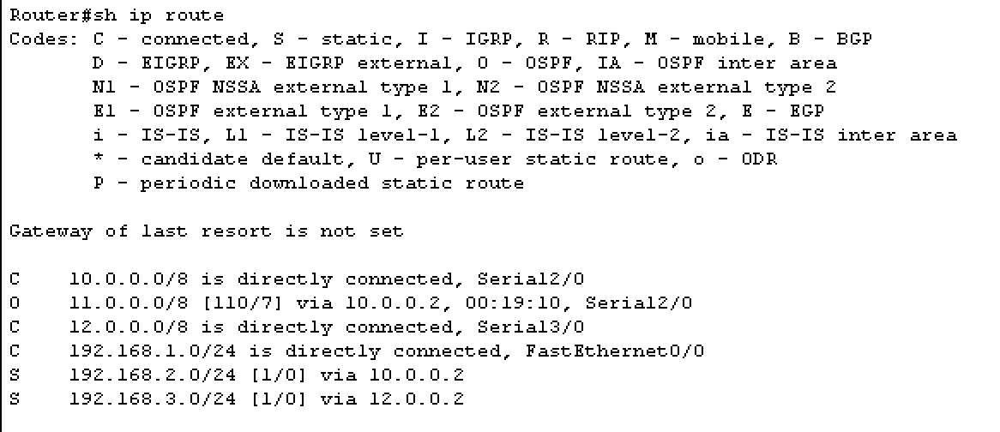 Router#sh ip route
Codes: C - connected, S - static, I - IGRP, R - RIP, M - mobile, B - BGP
D - EIGRP, EX - EIGRP external, O - OSPF, IA - OSPF inter area
N1 - OSPF NSSA external type 1, N2 - OSPF NSSA external type 2
E1 - OSPF external type 1, E2 - OSPF external type 2, E - EGP
i - IS-IS, L1 - IS-IS level-1, L2 - IS-IS level-2, ia - IS-IS inter area
* - candidate default, U - per-user static route, o - ODR
P - periodic downloaded static route
Gateway of last resort is not set
C 10.0.0.0/8 is directly connected, Serial2/0
O 11.0.0.0/8 [110/7] via 10.0.0.2, 00:19:10, Serial2/0
C 12.0.0.0/8 is directly connected, Serial3/0
C 192.168.1.0/24 is directly connected, FastEthernet0/0
S 192.168.2.0/24 [1/0] via 10.0.0.2
S 192.168.3.0/24 [1/0] via 12.0.0.2